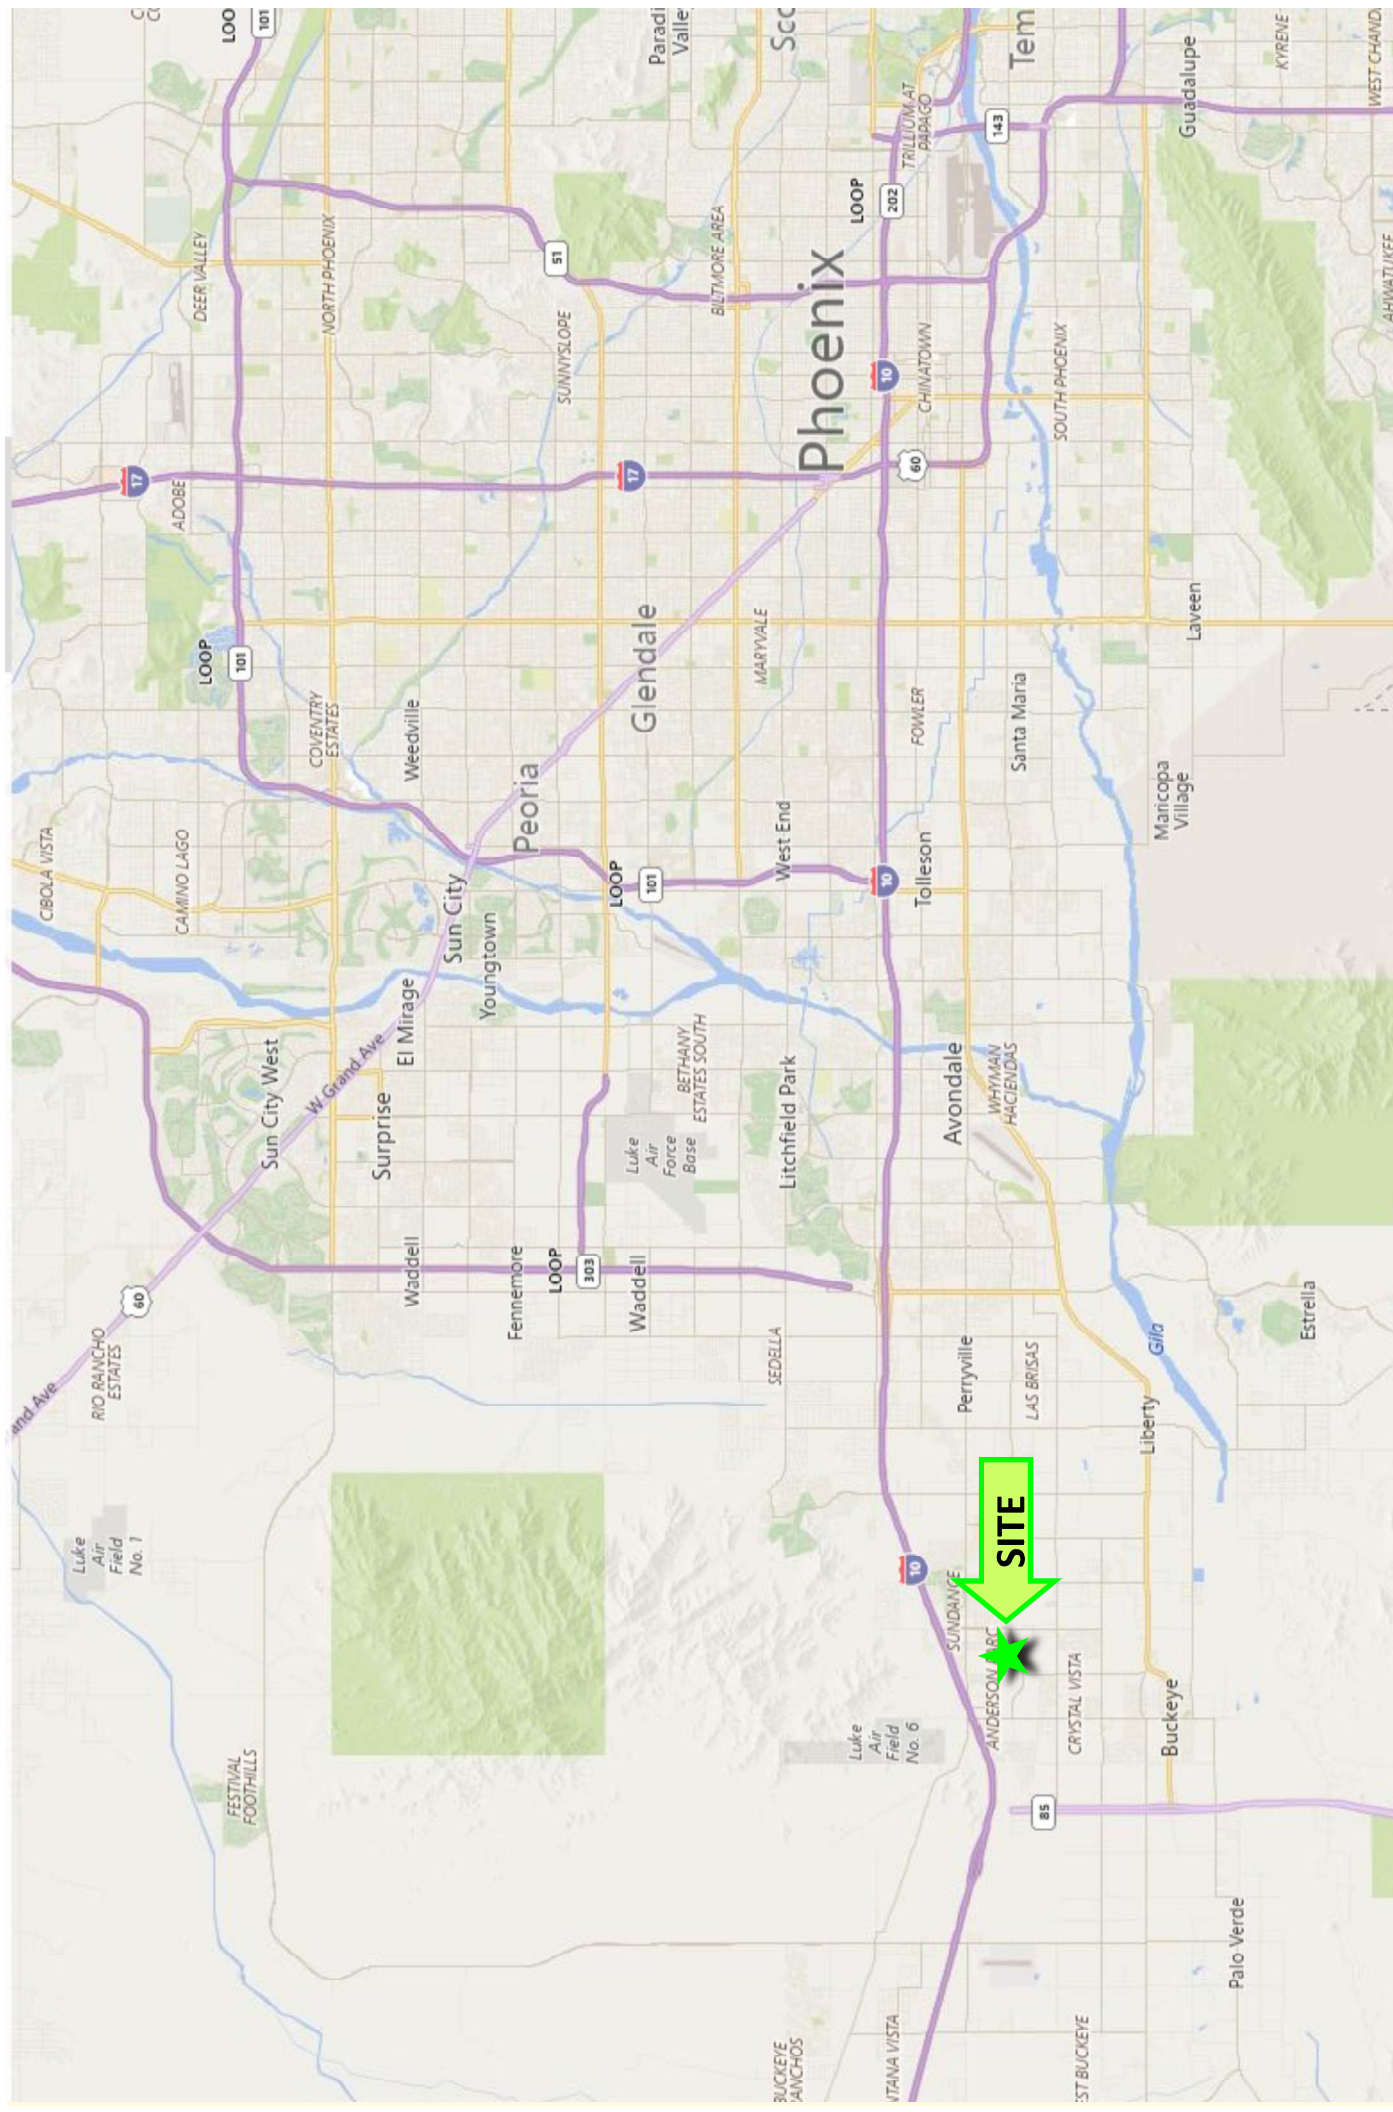 LOOP
101
DEER VALLEY
NORTH PHOENIX
51
SUNNYSLOPE
BILTMORE AREA
LOOP
202
TRILLIUM AT
PAPAGO
143
Guadalupe
KYRENE
Phoenix
10
CHINATOWN
SOUTH PHOENIX
60
17
ADOBE
17
LOOP
101
COVENTRY
ESTATES
Weedville
Peoria
Glendale
MARYVALE
FOWLER
Santa Maria
Laveen
Maricopa
Village
West End
10
Tolleson
LOOP
101
CIBOLA VISTA
CAMINO LAGO
Sun City
Youngtown
El Mirage
W Grand Ave
Sun City West
Surprise
BETHANY
ESTATES SOUTH
Luke
Air
Force
Base
Litchfield Park
Avondale
WHYMAN
HACIENDAS
60
RIO RANCHO
ESTATES
Waddell
Fennemore
LOOP
303
Waddell
SEDELLA
Perryville
LAS BRISAS
Gila
Estrella
Liberty
Luke
Air
Field
No. 1
10
SUNDANCE
SITE
CRYSTAL VISTA
Buckeye
Luke
Air
Field
No. 6
FESTIVAL
FOOTHILLS
85
Palo Verde